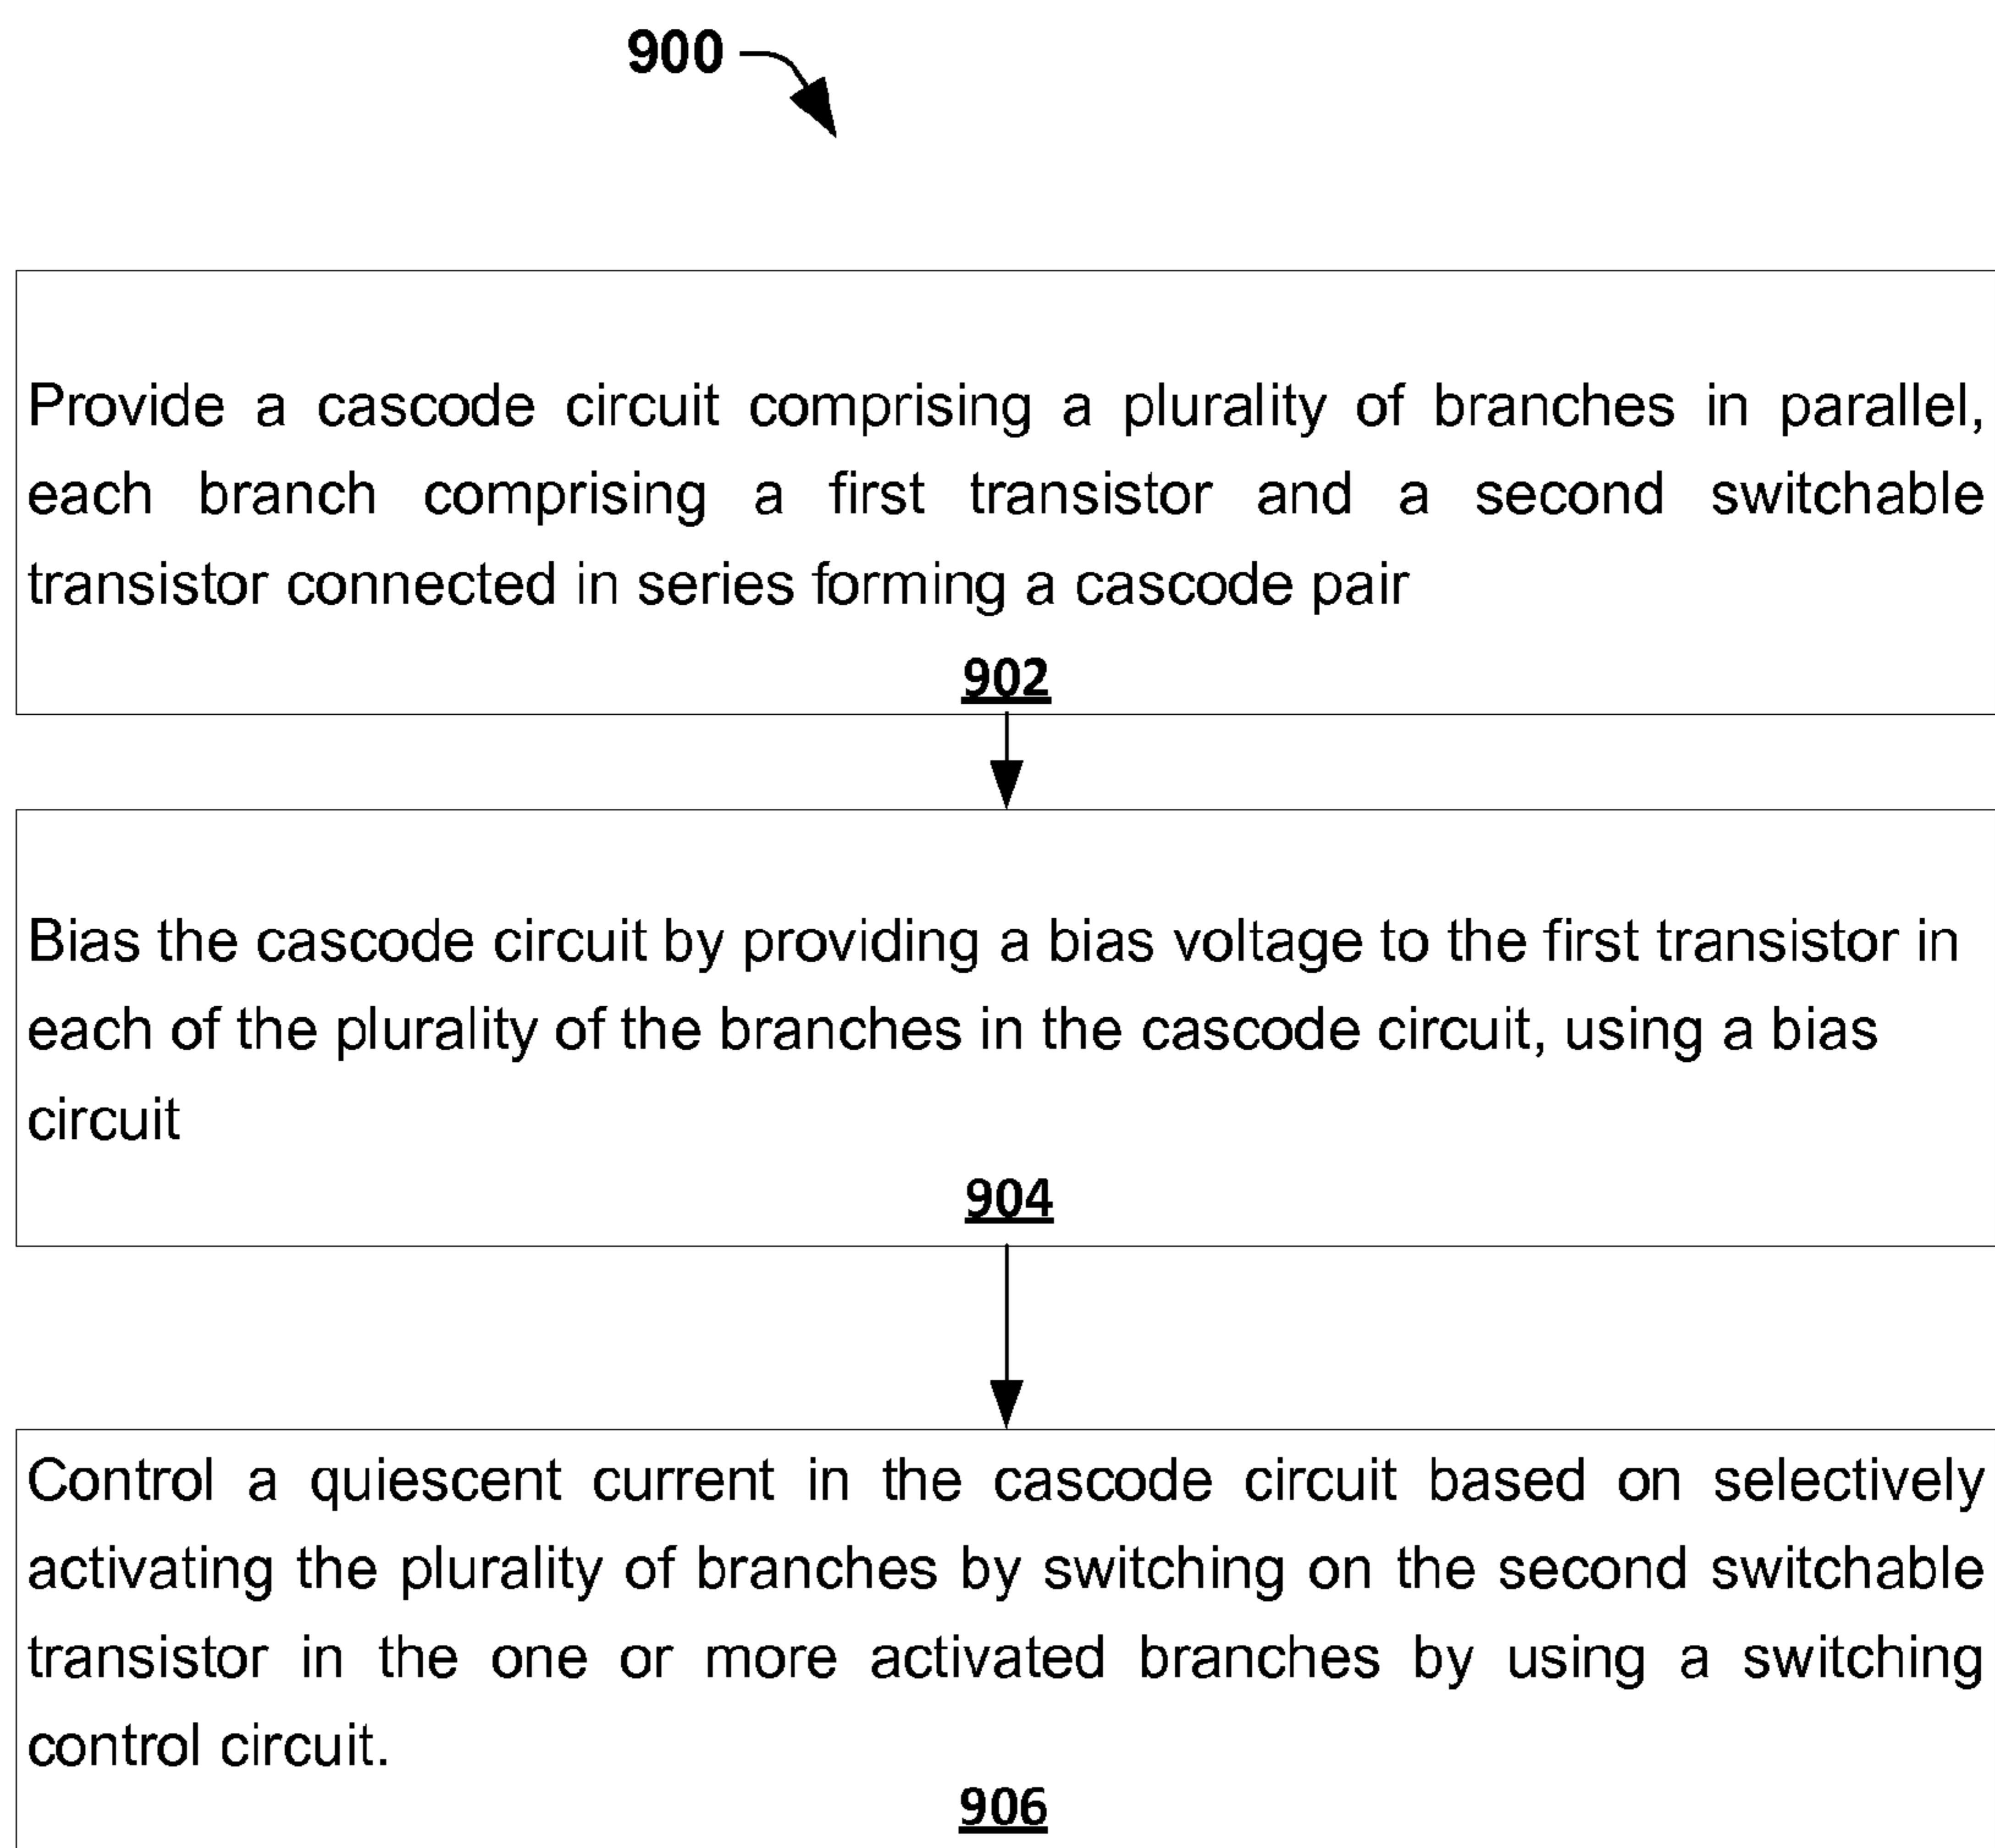 900
Provide a cascode circuit comprising a plurality of branches in parallel,
each branch comprising a first transistor and a second switchable
transistor connected in series forming a cascode pair
902
Bias the cascode circuit by providing a bias voltage to the first transistor in
each of the plurality of the branches in the cascode circuit, using a bias
circuit
904
Control a quiescent current in the cascode circuit based on selectively
activating the plurality of branches by switching on the second switchable
transistor in the one or more activated branches by using a switching
control circuit.
906